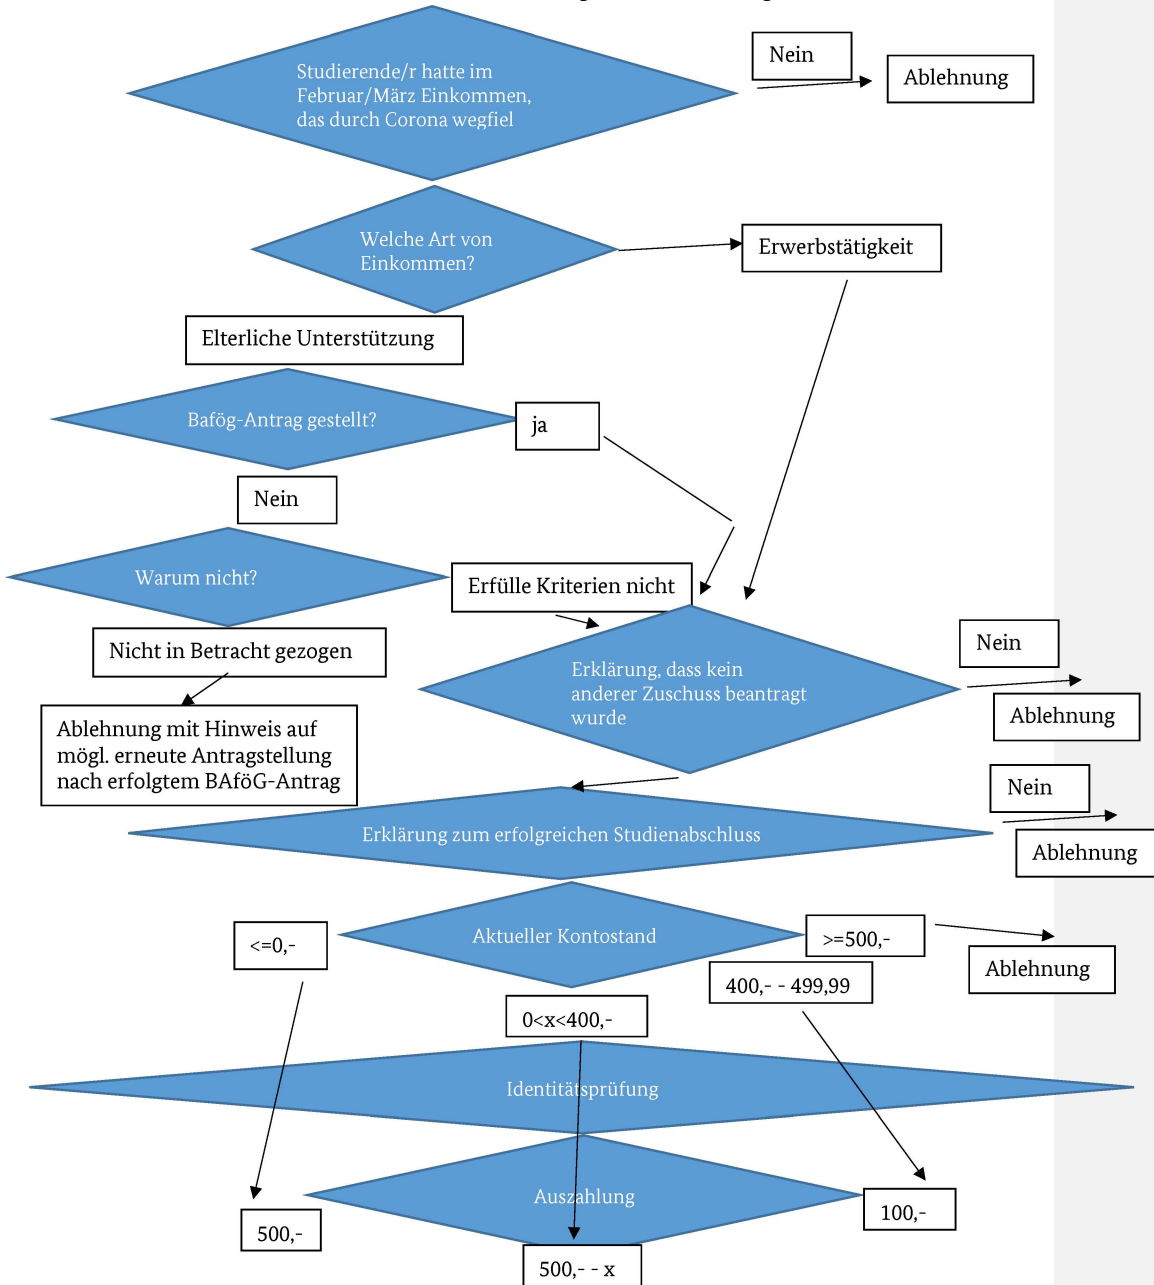 Studierende/r hatte im
Februar/März Einkommen,
das durch Corona wegfiel
Nein
Ablehnung
Welche Art von
Einkommen?
Erwerbstätigkeit
Elterliche Unterstützung
Bafög-Antrag gestellt?
ja
Nein
Warum nicht?
Erfülle Kriterien nicht
Nicht in Betracht gezogen
Ablehnung mit Hinweis auf
mögl. erneute Antragstellung
nach erfolgtem BAföG-Antrag
Erklärung, dass kein
anderer Zuschuss beantragt
wurde
Nein
Ablehnung
Erklärung zum erfolgreichen Studienabschluss
Nein
Ablehnung
Aktueller Kontostand
<=0,-
>=500,-
Ablehnung
400,- - 499,99
0<x<400,-
Identitätsprüfung
Auszahlung
500,-
500,- - x
100,-